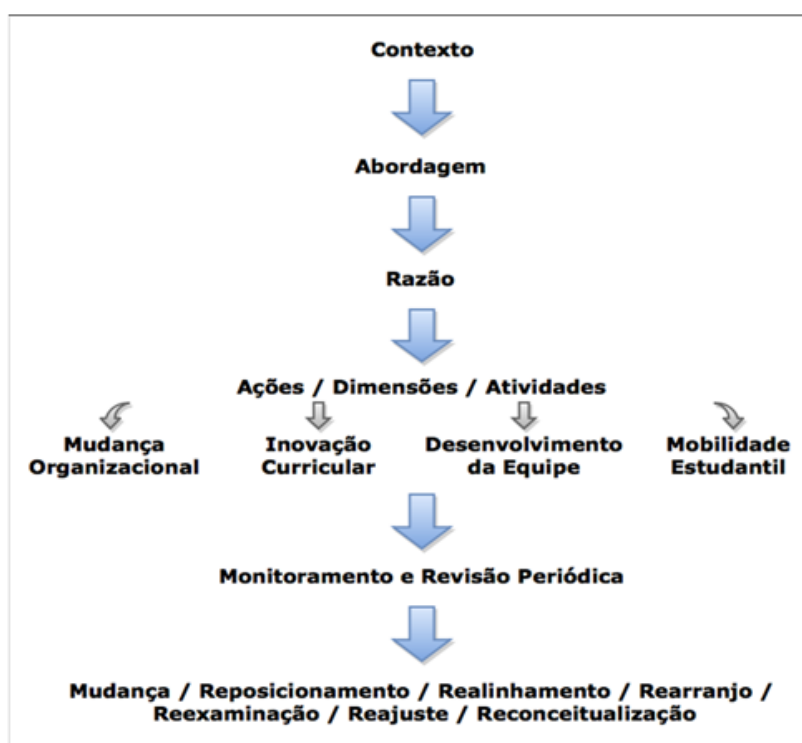 Contexto
Abordagem
Razão
Ações / Dimensões / Atividades
Mudança Organizacional
Inovação Curricular
Desenvolvimento da Equipe
Mobilidade Estudantil
Monitoramento e Revisão Periódica
Mudança / Reposicionamento / Realinhamento / Rearranjo /
Reexaminação / Reajuste / Reconceitualização